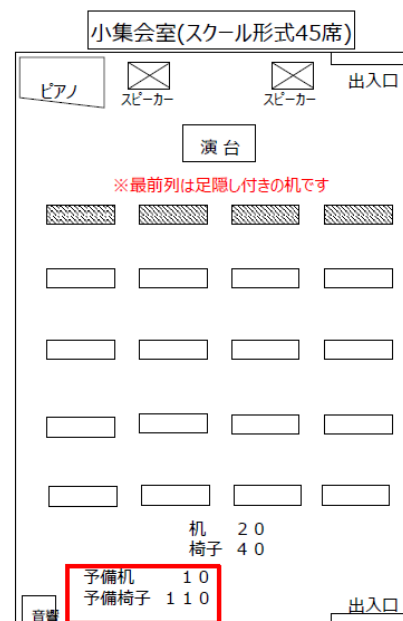 小集会室(スクール形式45席)
出入口
ピアノ
スピーカー
スピーカー
演台
※最前列は足隠し付きの机です
机 20
椅子 40
予備机 10
予備椅子 110
音響
出入口